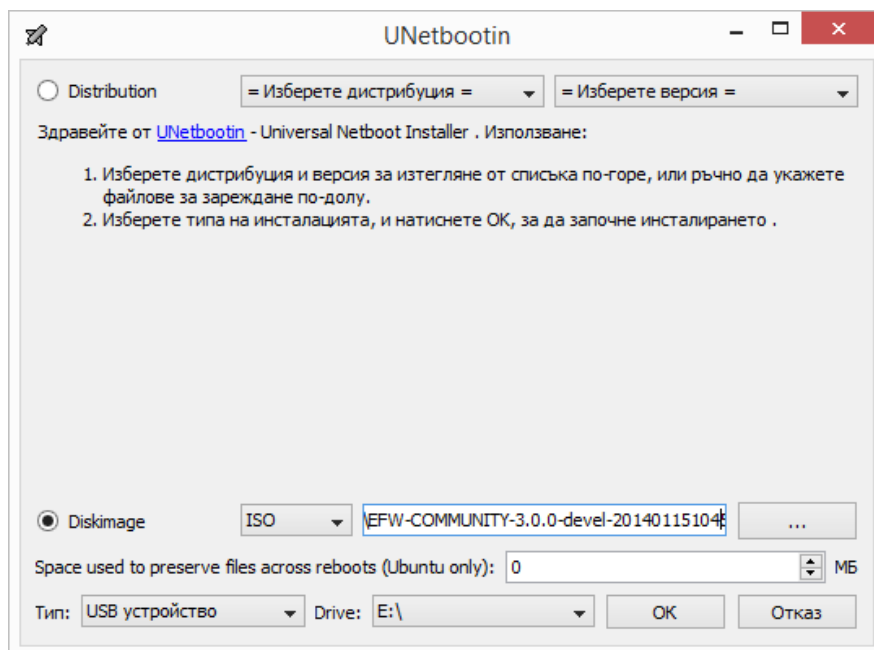 UNetbootin
Distribution = Изберете дистрибуция = = Изберете версия =
Здравейте от UNetbootin - Universal Netboot Installer . Използване:
1. Изберете дистрибуция и версия за изтегляне от списъка по-горе, или ръчно да укажете
файлове за зареждане по-долу.
2. Изберете типа на инсталацията, и натиснете OK, за да започне инсталирането .
Diskimage ISO \EFW-COMMUNITY-3.0.0-devel-201401151045 ...
Space used to preserve files across reboots (Ubuntu only): 0 МБ
Тип: USB устройство Drive: E:\ OK Отказ